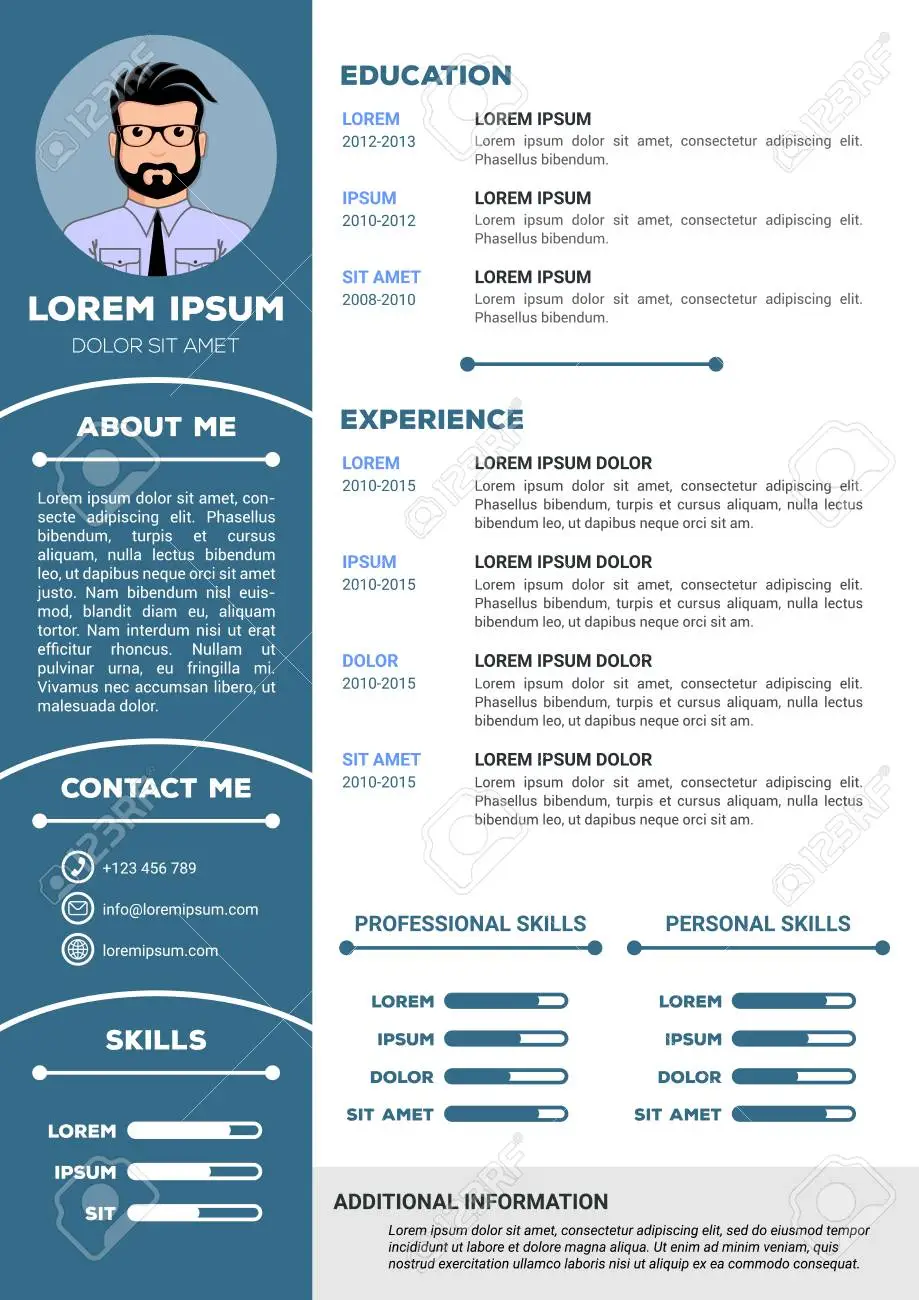 LOREM IPSUM
DOLOR SIT AMET
ABOUT ME
Lorem ipsum dolor sit amet, con-
secte adipiscing elit. Phasellus
bibendum, turpis et cursus
aliquam, nulla lectus bibendum
leo, ut dapibus neque orci sit amet
justo. Nam bibendum nisl euis-
mod, blandit diam eu, aliquam
tortor. Nam interdum nisi ut erat
efficitur rhoncus. Nullam ut
pulvinar urna, eu fringilla mi.
Vivamus nec accumsan libero, ut
malesuada dolor.
CONTACT ME
+123 456 789
info@loremipsum.com
loremipsum.com
SKILLS
LOREM
IPSUM
SIT
EDUCATION
LOREM
2012-2013
LOREM IPSUM
Lorem ipsum dolor sit amet, consectetur adipiscing elit.
Phasellus bibendum.
IPSUM
2010-2012
LOREM IPSUM
Lorem ipsum dolor sit amet, consectetur adipiscing elit.
Phasellus bibendum.
SIT AMET
2008-2010
LOREM IPSUM
Lorem ipsum dolor sit amet, consectetur adipiscing elit.
Phasellus bibendum.
EXPERIENCE
LOREM
2010-2015
LOREM IPSUM DOLOR
Lorem ipsum dolor sit amet, consectetur adipiscing elit.
Phasellus bibendum, turpis et cursus aliquam, nulla lectus
bibendum leo, ut dapibus neque orci sit am.
IPSUM
2010-2015
LOREM IPSUM DOLOR
Lorem ipsum dolor sit amet, consectetur adipiscing elit.
Phasellus bibendum, turpis et cursus aliquam, nulla lectus
bibendum leo, ut dapibus neque orci sit am.
DOLOR
2010-2015
LOREM IPSUM DOLOR
Lorem ipsum dolor sit amet, consectetur adipiscing elit.
Phasellus bibendum, turpis et cursus aliquam, nulla lectus
bibendum leo, ut dapibus neque orci sit am.
SIT AMET
2010-2015
LOREM IPSUM DOLOR
Lorem ipsum dolor sit amet, consectetur adipiscing elit.
Phasellus bibendum, turpis et cursus aliquam, nulla lectus
bibendum leo, ut dapibus neque orci sit am.
PROFESSIONAL SKILLS
LOREM
IPSUM
DOLOR
SIT AMET
PERSONAL SKILLS
LOREM
IPSUM
DOLOR
SIT AMET
ADDITIONAL INFORMATION
Lorem ipsum dolor sit amet, consectetur adipiscing elit, sed do eiusmod tempor
incididunt ut labore et dolore magna aliqua. Ut enim ad minim veniam, quis
nostrud exercitation ullamco laboris nisi ut aliquip ex ea commodo consequat.
123RF
123RF
123RF
123RF
123RF
123RF
123RF
123RF